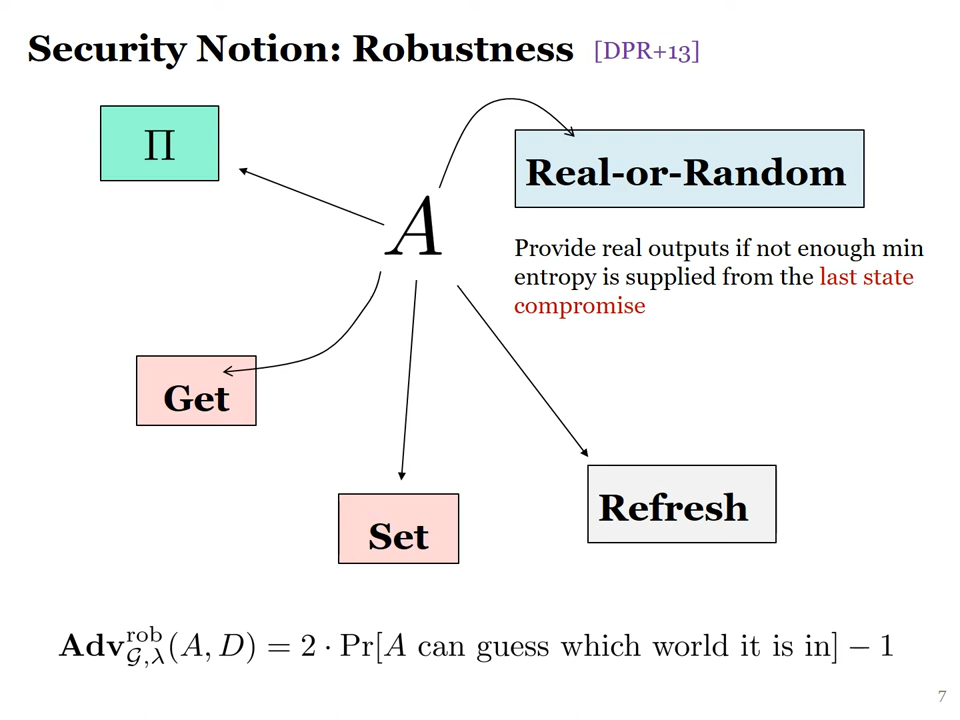 Security Notion: Robustness [DPR+13]
Π
Real-or-Random
A
Provide real outputs if not enough min
entropy is supplied from the last state
compromise
Get
Set
Refresh
Adv^{rob}_{𝒢,λ}(A, D) = 2 · Pr[A can guess which world it is in] − 1
7